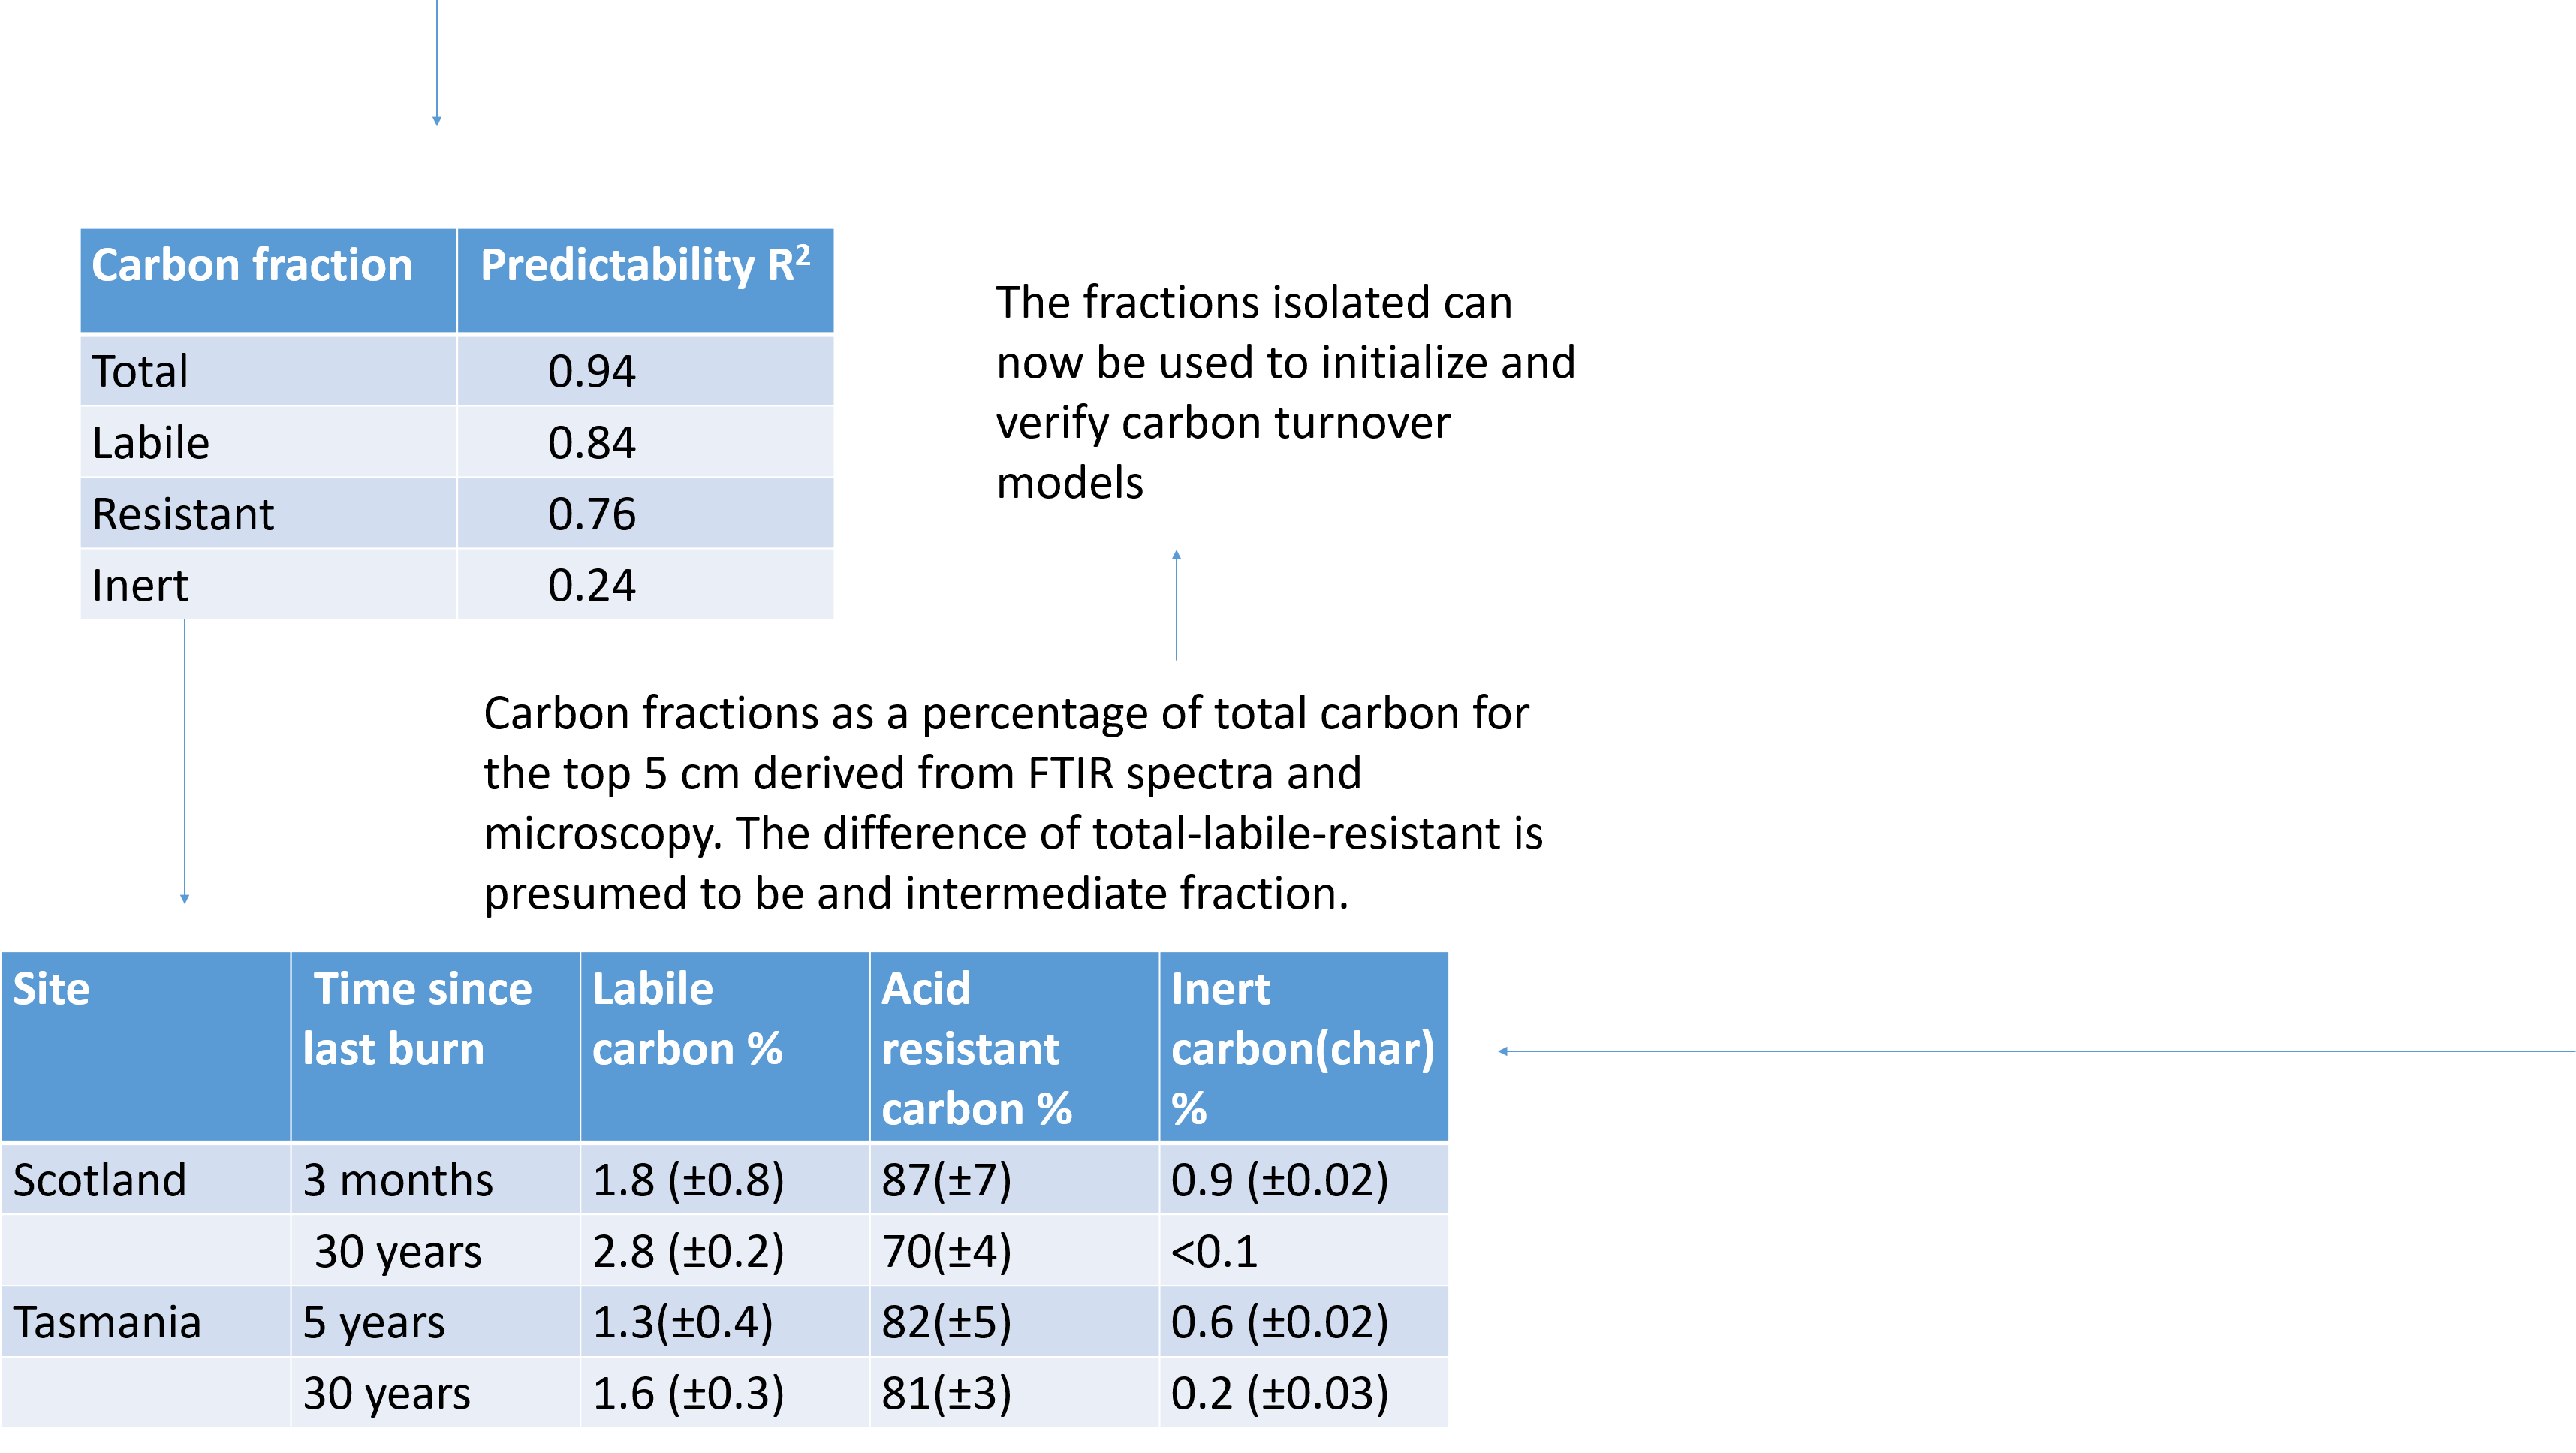 Carbon fraction Predictability R²
Total 0.94
Labile 0.84
Resistant 0.76
Inert 0.24
The fractions isolated can
now be used to initialize and
verify carbon turnover
models
Carbon fractions as a percentage of total carbon for
the top 5 cm derived from FTIR spectra and
microscopy. The difference of total-labile-resistant is
presumed to be and intermediate fraction.
Site Time since Labile Acid Inert
last burn carbon % resistant carbon(char)
carbon % %
Scotland 3 months 1.8 (±0.8) 87(±7) 0.9 (±0.02)
30 years 2.8 (±0.2) 70(±4) <0.1
Tasmania 5 years 1.3(±0.4) 82(±5) 0.6 (±0.02)
30 years 1.6 (±0.3) 81(±3) 0.2 (±0.03)